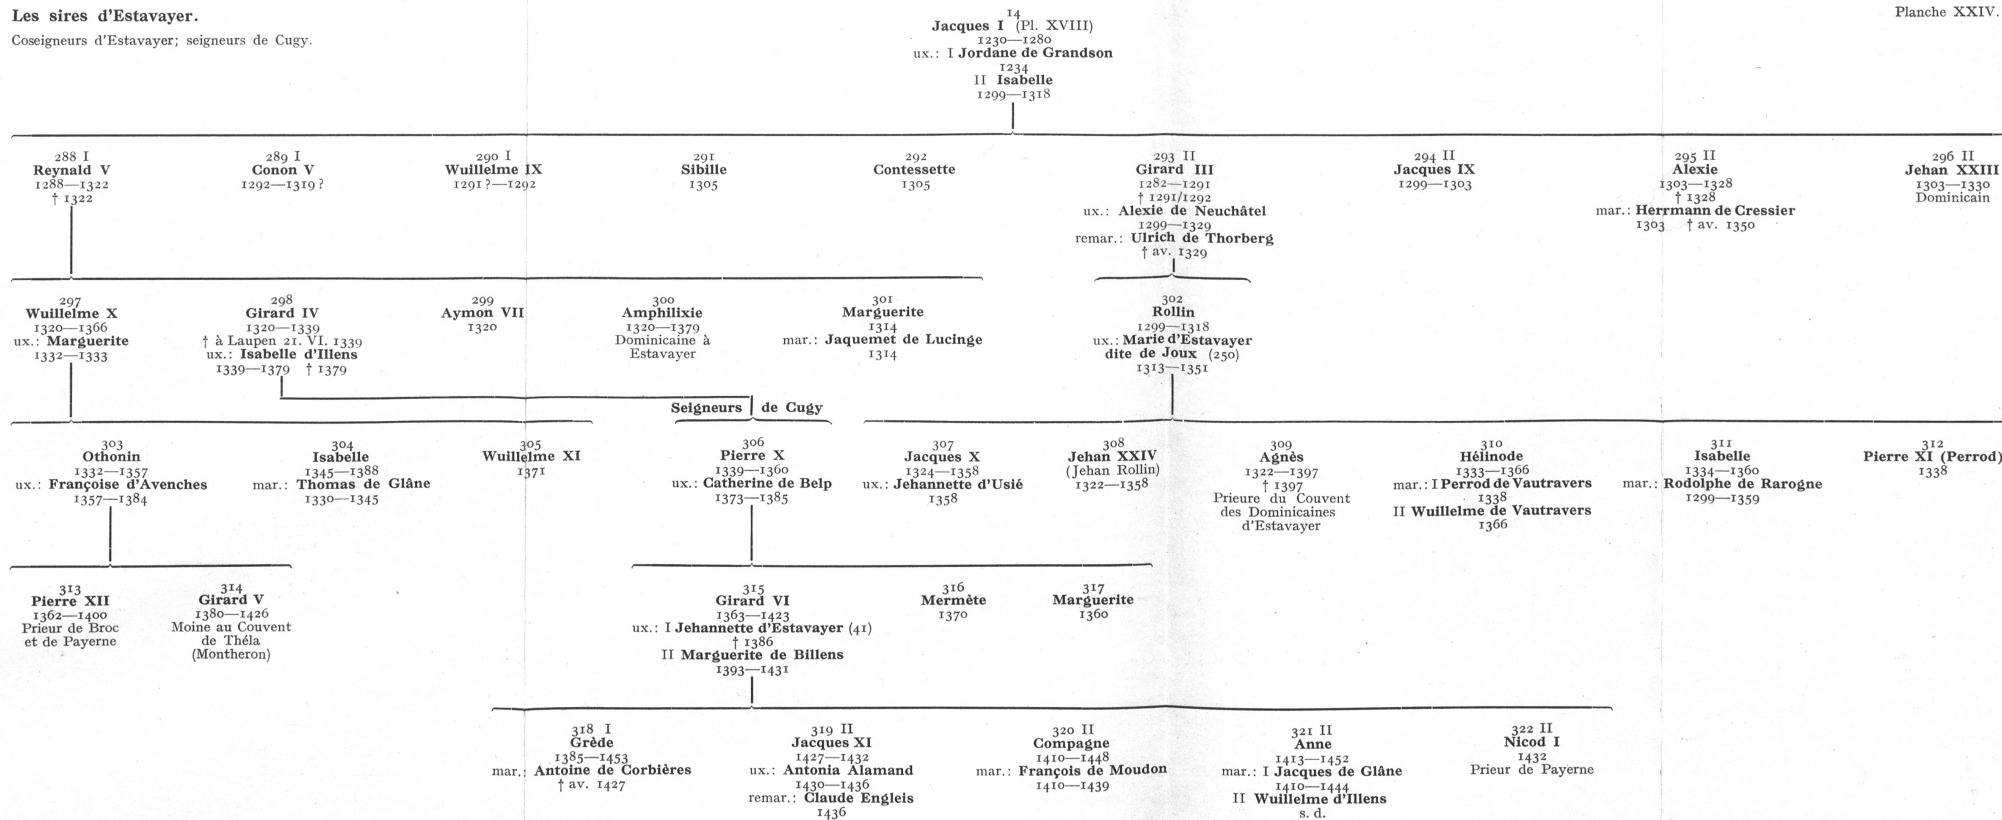 Les sires d'Estavayer.
Planche XXIV.
Coseigneurs d'Estavayer; seigneurs de Cugy.
14
Jacques I (Pl. XVIII)
1230—1280
ux.: I Jordane de Grandson
1234
II Isabelle
1299—1318
288 I
Reynald V
1288—1322
† 1322
289 I
Conon V
1292—1319?
290 I
Wuillelme IX
1291?—1292
291
Sibille
1305
292
Contessette
1305
293 II
Girard III
1282—1291
† 1291/1292
ux.: Alexie de Neuchâtel
1299—1329
remar.: Ulrich de Thorberg
† av. 1329
294 II
Jacques IX
1299—1303
295 II
Alexie
1303—1328
† 1328
mar.: Herrmann de Cressier
1303 † av. 1350
296 II
Jehan XXIII
1303—1330
Dominicain
297
Wuillelme X
1320—1366
ux.: Marguerite
1332—1333
298
Girard IV
1320—1339
† à Laupen 21. VI. 1339
ux.: Isabelle d'Illens
1339—1379 † 1379
299
Aymon VII
1320
300
Amphilixie
1320—1379
Dominicaine à
Estavayer
301
Marguerite
1314
mar.: Jaquemet de Lucinge
1314
302
Rollin
1299—1318
ux.: Marie d'Estavayer
dite de Joux (250)
1313—1351
Seigneurs de Cugy
303
Othonin
1332—1357
ux.: Françoise d'Avenches
1357—1384
304
Isabelle
1345—1388
mar.: Thomas de Glâne
1330—1345
305
Wuillelme XI
1371
306
Pierre X
1339—1360
ux.: Catherine de Belp
1373—1385
307
Jacques X
1324—1358
ux.: Jehannette d'Usié
1358
308
Jehan XXIV
(Jehan Rollin)
1322—1358
309
Agnès
1322—1397
† 1397
Prieure du Couvent
des Dominicaines
d'Estavayer
310
Hélinode
1333—1366
mar.: I Perrod de Vautravers
1338
II Wuillelme de Vautravers
1366
311
Isabelle
1334—1360
mar.: Rodolphe de Rarogne
1299—1359
312
Pierre XI (Perrod)
1338
313
Pierre XII
1362—1400
Prieur de Broc
et de Payerne
314
Girard V
1380—1426
Moine au Couvent
de Théla
(Montheron)
315
Girard VI
1363—1423
ux.: I Jehannette d'Estavayer (41)
† 1386
II Marguerite de Billens
1393—1431
316
Mermète
1370
317
Marguerite
1360
318 I
Grède
1385—1453
mar.: Antoine de Corbières
† av. 1427
319 II
Jacques XI
1427—1432
ux.: Antonia Alamand
1430—1436
remar.: Claude Engleis
1436
320 II
Compagne
1410—1448
mar.: François de Moudon
1410—1439
321 II
Anne
1413—1452
mar.: I Jacques de Glâne
1410—1444
II Wuillelme d'Illens
s. d.
322 II
Nicod I
1432
Prieur de Payerne